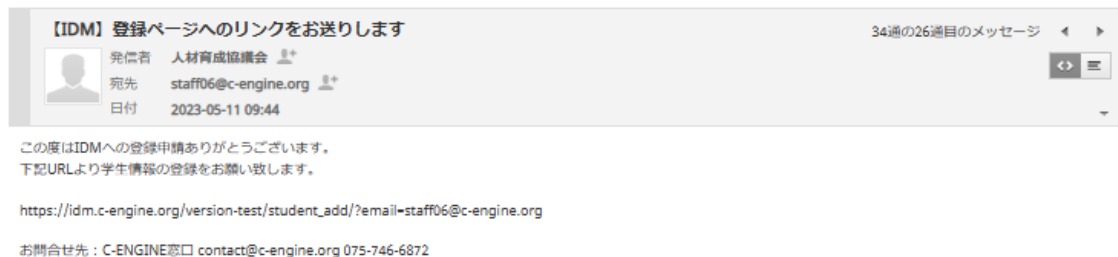 【IDM】登録ページへのリンクをお送りします
34通の26通目のメッセージ
発信者 人材育成協議会
宛先 staff06@c-engine.org
日付 2023-05-11 09:44
この度はIDMへの登録申請ありがとうございます。
下記URLより学生情報の登録をお願い致します。
https://idm.c-engine.org/version-test/student_add/?email=staff06@c-engine.org
お問合せ先：C-ENGINE窓口 contact@c-engine.org 075-746-6872